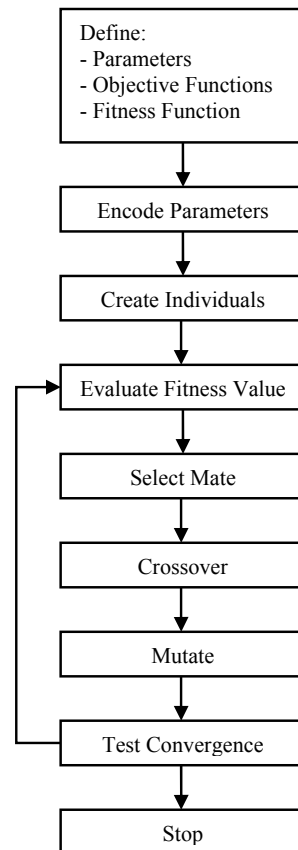 Define:
- Parameters
- Objective Functions
- Fitness Function
Encode Parameters
Create Individuals
Evaluate Fitness Value
Select Mate
Crossover
Mutate
Test Convergence
Stop